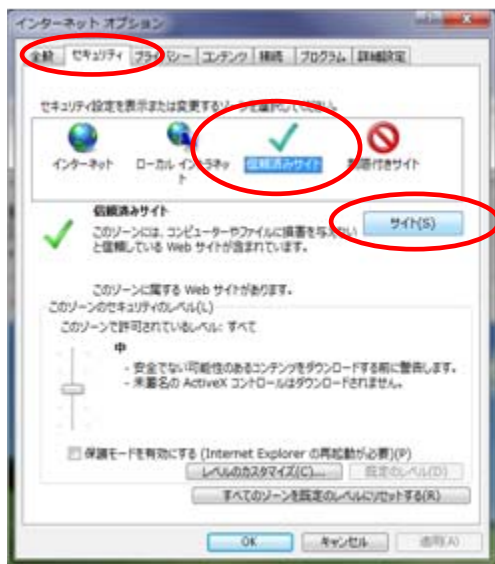 インターネット オプション
全般 セキュリティ プライバシー コンテンツ 接続 プログラム 詳細設定
セキュリティ設定を表示または変更するゾーンを選択してください。
インターネット ローカル イントラネット 信頼済みサイト 制限付きサイト
信頼済みサイト
サイト(S)
このゾーンには、コンピューターやファイルに損害を与えない
と信頼している Web サイトが含まれています。
このゾーンに属する Web サイトがあります。
このゾーンのセキュリティのレベル(L)
このゾーンで許可されているレベル: すべて
中
- 安全でない可能性のあるコンテンツをダウンロードする前に警告します。
- 未署名の ActiveX コントロールはダウンロードされません。
保護モードを有効にする (Internet Explorer の再起動が必要)(P)
レベルのカスタマイズ(C)... 既定のレベル(D)
すべてのゾーンを既定のレベルにリセットする(R)
OK キャンセル 適用(A)